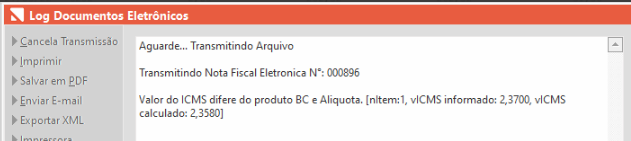 Log Documentos Eletrônicos
Cancela Transmissão
Imprimir
Salvar em PDF
Enviar E-mail
Exportar XML
Impressora
Aguarde... Transmitindo Arquivo
Transmitindo Nota Fiscal Eletronica N°: 000896
Valor do ICMS difere do produto BC e Aliquota. [nItem:1, vICMS informado: 2,3700, vICMS
calculado: 2,3580]